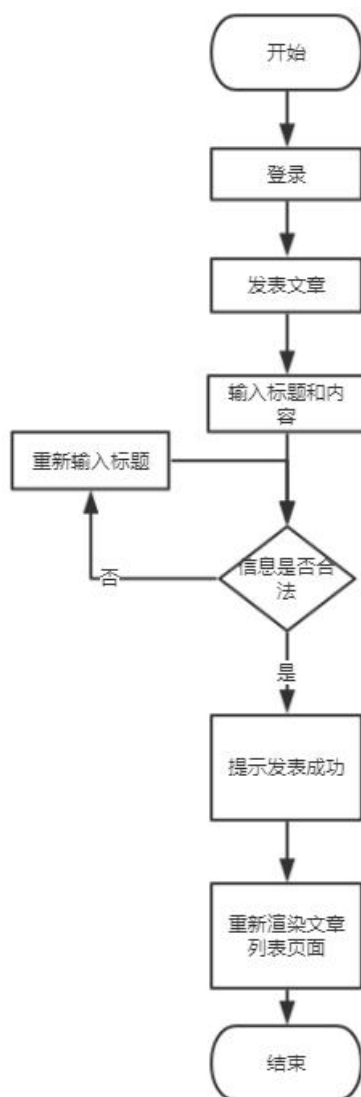 开始
登录
发表文章
输入标题和内
容
重新输入标题
信息是否合
法
否
是
提示发表成功
重新渲染文章
列表页面
结束